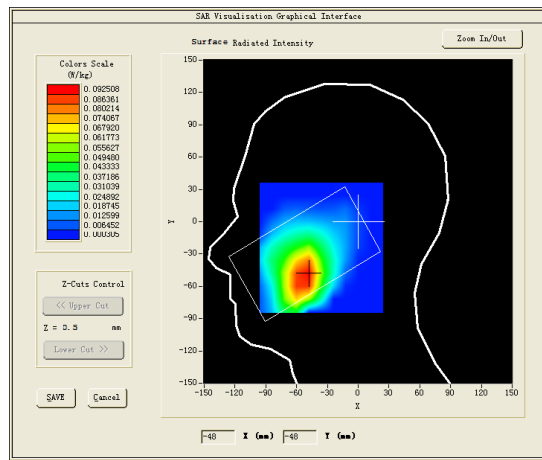 SAR Visualisation Graphical Interface
Surface Radiated Intensity
Zoom In/Out
Colors Scale
(W/kg)
0.092508
0.086361
0.080214
0.074067
0.067920
0.061773
0.055627
0.049480
0.043333
0.037186
0.031039
0.024892
0.018745
0.012599
0.006452
0.000305
150
120
90
60
30
Y
0
-30
-60
-90
-120
-150
-150 -120 -90 -60 -30 0 30 60 90 120 150
X
Z-Cuts Control
<< Upper Cut
Z = 0.5 mm
Lower Cut >>
SAVE
Cancel
-48 X (mm) -48 Y (mm)